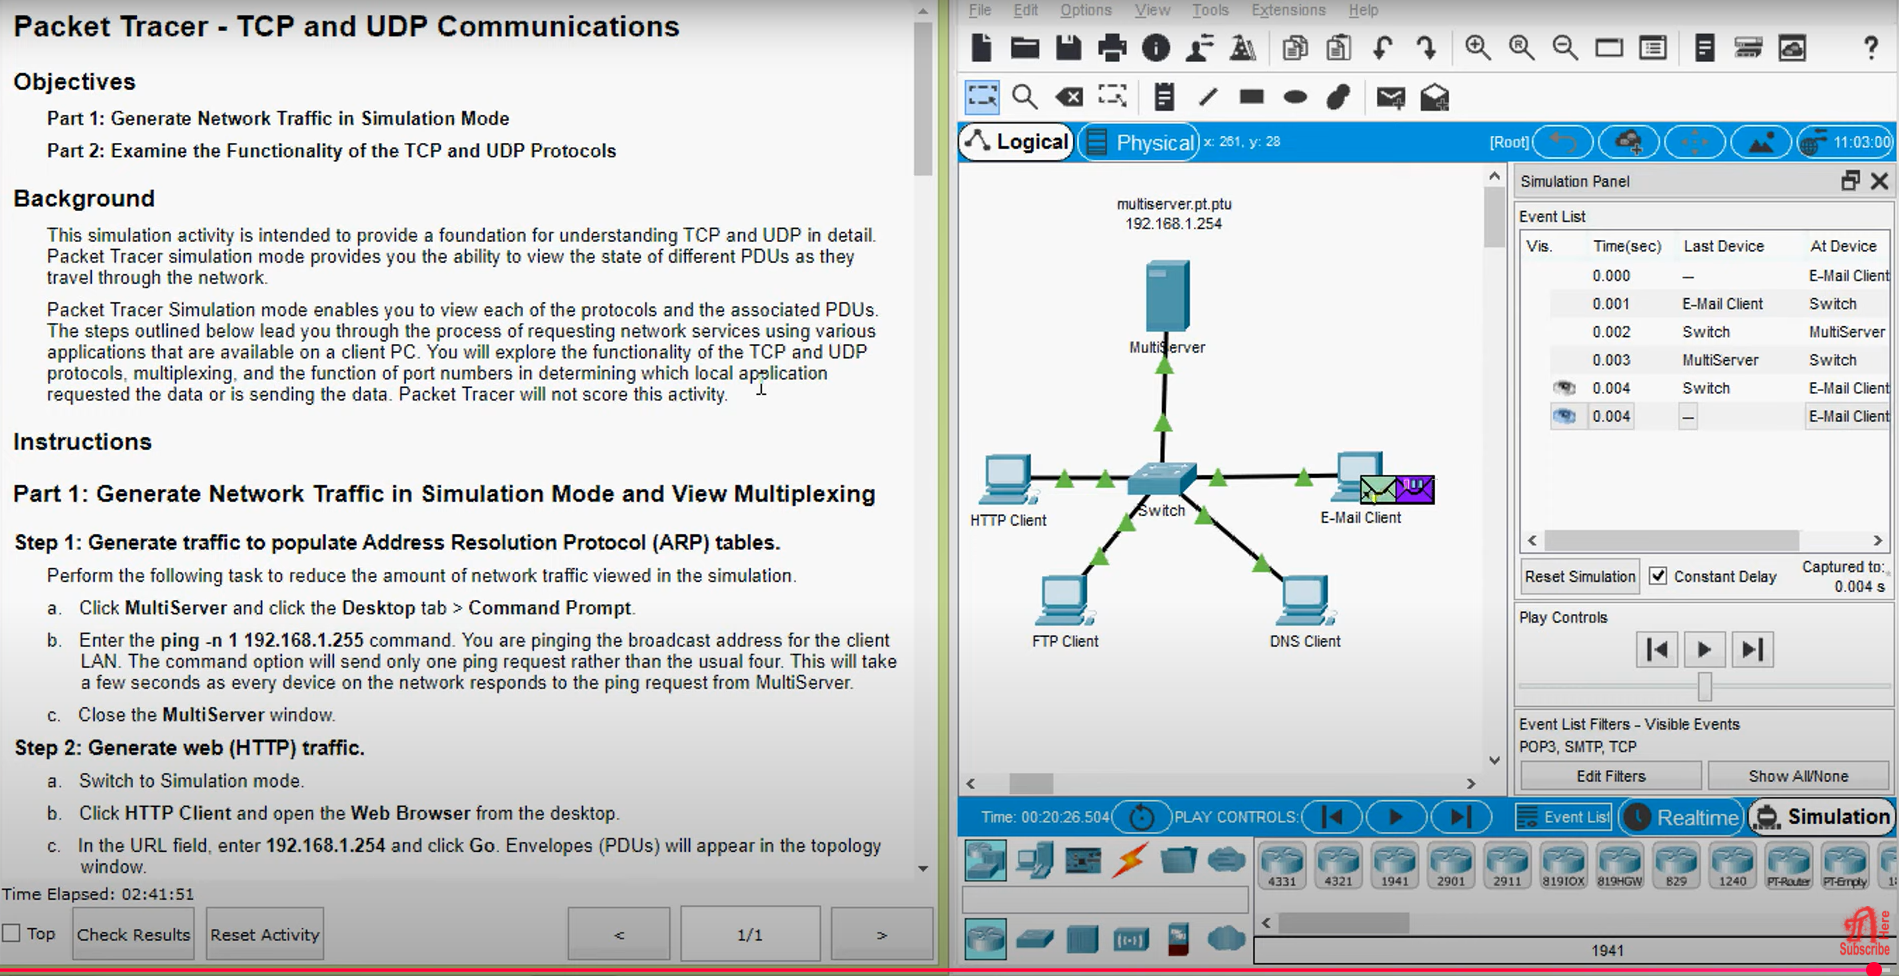 Packet Tracer - TCP and UDP Communications
Objectives
Part 1: Generate Network Traffic in Simulation Mode
Part 2: Examine the Functionality of the TCP and UDP Protocols
Background
This simulation activity is intended to provide a foundation for understanding TCP and UDP in detail.
Packet Tracer simulation mode provides you the ability to view the state of different PDUs as they
travel through the network.
Packet Tracer Simulation mode enables you to view each of the protocols and the associated PDUs.
The steps outlined below lead you through the process of requesting network services using various
applications that are available on a client PC. You will explore the functionality of the TCP and UDP
protocols, multiplexing, and the function of port numbers in determining which local application
requested the data or is sending the data. Packet Tracer will not score this activity.
Instructions
Part 1: Generate Network Traffic in Simulation Mode and View Multiplexing
Step 1: Generate traffic to populate Address Resolution Protocol (ARP) tables.
Perform the following task to reduce the amount of network traffic viewed in the simulation.
a. Click MultiServer and click the Desktop tab > Command Prompt.
b. Enter the ping -n 1 192.168.1.255 command. You are pinging the broadcast address for the client
LAN. The command option will send only one ping request rather than the usual four. This will take
a few seconds as every device on the network responds to the ping request from MultiServer.
c. Close the MultiServer window.
Step 2: Generate web (HTTP) traffic.
a. Switch to Simulation mode.
b. Click HTTP Client and open the Web Browser from the desktop.
c. In the URL field, enter 192.168.1.254 and click Go. Envelopes (PDUs) will appear in the topology
window.
Time Elapsed: 02:41:51
Top
Check Results
Reset Activity
<
1/1
>
File Edit Options View Tools Extensions Help
?
Logical
Physical
x: 261, y: 28
[Root]
11:03:00
multiserver.pt.ptu
192.168.1.254
MultiServer
HTTP Client
Switch
E-Mail Client
FTP Client
DNS Client
Simulation Panel
Event List
Vis. Time(sec) Last Device At Device
0.000 -- E-Mail Client
0.001 E-Mail Client Switch
0.002 Switch MultiServer
0.003 MultiServer Switch
0.004 Switch E-Mail Client
0.004 -- E-Mail Client
Reset Simulation
Constant Delay
Captured to:
0.004 s
Play Controls
Event List Filters - Visible Events
POP3, SMTP, TCP
Edit Filters
Show All/None
Time: 00:20:26.504
PLAY CONTROLS:
Event List
Realtime
Simulation
4331 4321 1941 2901 2911 819IOX 819HGW 829 1240 PT-Router PT-Empty
1941
Here
Subscribe